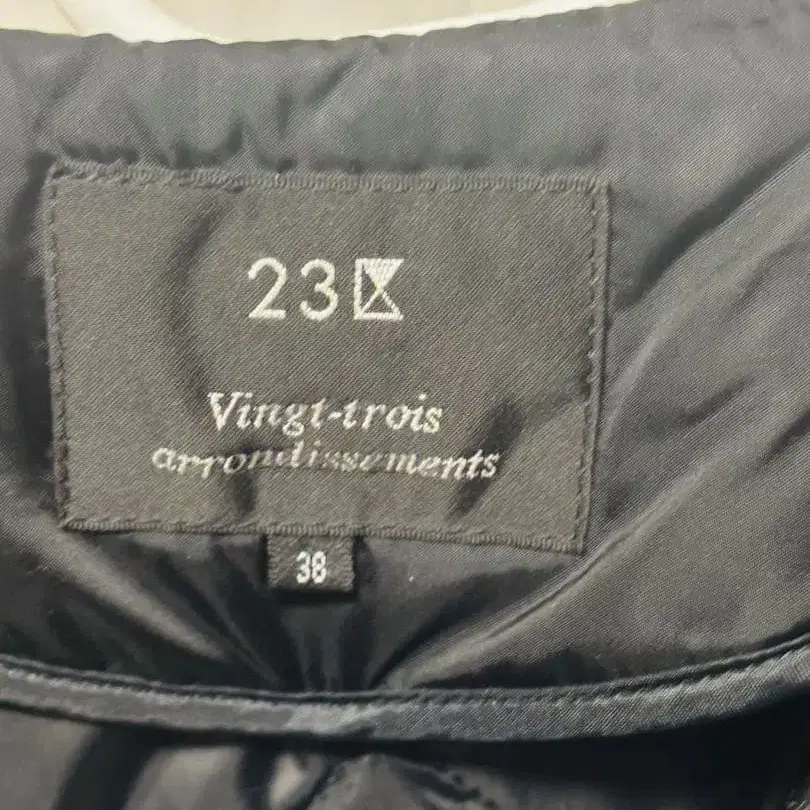 23区
Vingt-trois
arrondissements
38